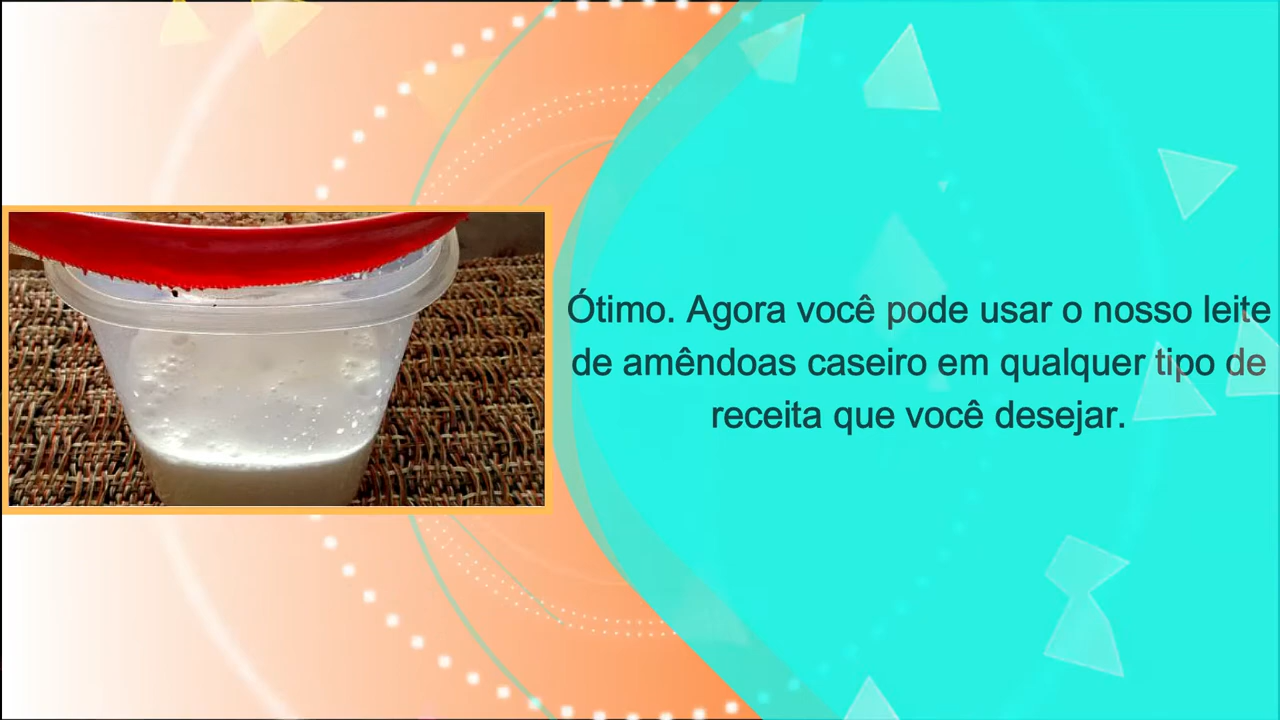 Ótimo. Agora você pode usar o nosso leite
de amêndoas caseiro em qualquer tipo de
receita que você desejar.